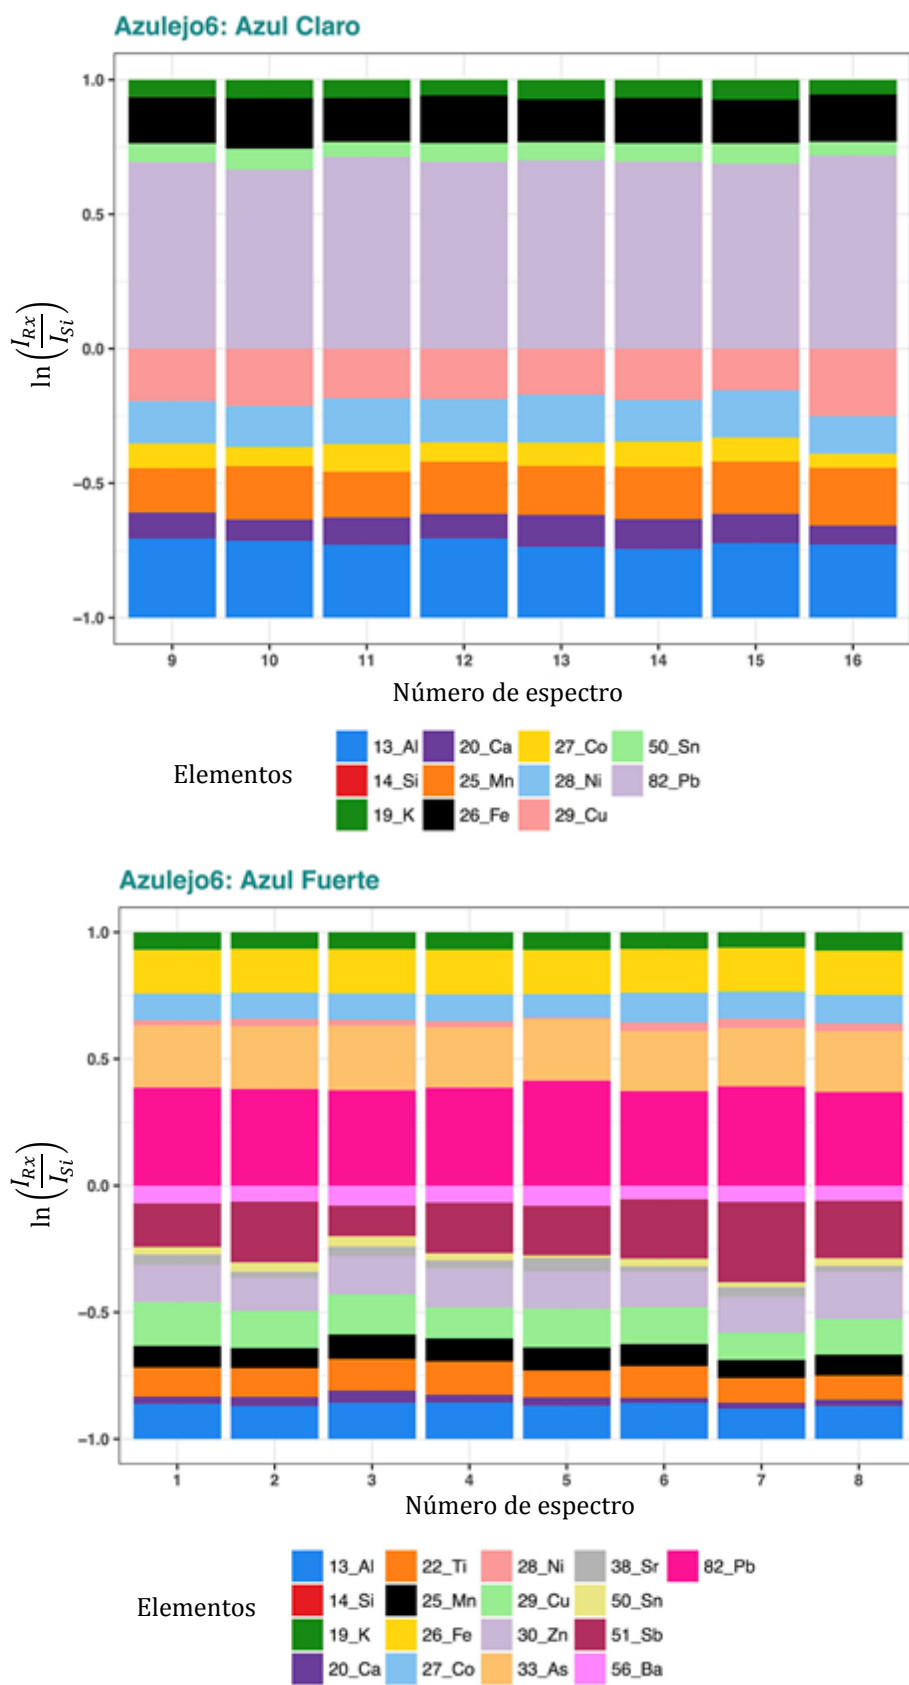 Azulejo6: Azul Claro
1.0
0.5
0.0
−0.5
−1.0
ln(I_Rx/I_Si)
9 10 11 12 13 14 15 16
Número de espectro
Elementos
13_Al 20_Ca 27_Co 50_Sn
14_Si 25_Mn 28_Ni 82_Pb
19_K 26_Fe 29_Cu
Azulejo6: Azul Fuerte
1.0
0.5
0.0
−0.5
−1.0
ln(I_Rx/I_Si)
1 2 3 4 5 6 7 8
Número de espectro
Elementos
13_Al 22_Ti 28_Ni 38_Sr 82_Pb
14_Si 25_Mn 29_Cu 50_Sn
19_K 26_Fe 30_Zn 51_Sb
20_Ca 27_Co 33_As 56_Ba